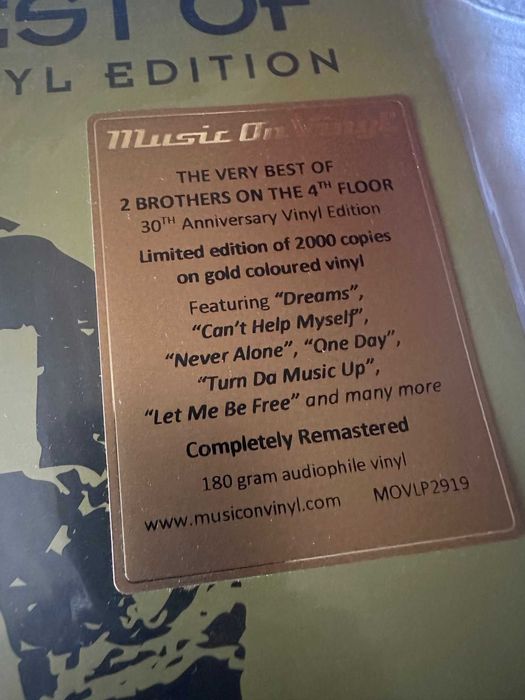 EST OF
YL EDITION
Music On Vinyl
THE VERY BEST OF
2 BROTHERS ON THE 4TH FLOOR
30TH Anniversary Vinyl Edition
Limited edition of 2000 copies
on gold coloured vinyl
Featuring “Dreams”,
“Can’t Help Myself”,
“Never Alone”, “One Day”,
“Turn Da Music Up”,
“Let Me Be Free” and many more
Completely Remastered
180 gram audiophile vinyl
www.musiconvinyl.com MOVLP2919